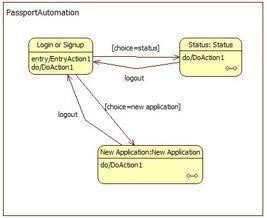 PassportAutomation
Login or Signup
entry/EntryAction1
do/DoAction1
[choice=status]
logout
Status: Status
do/DoAction1
logout
[choice=new application]
New Application:New Application
do/DoAction1